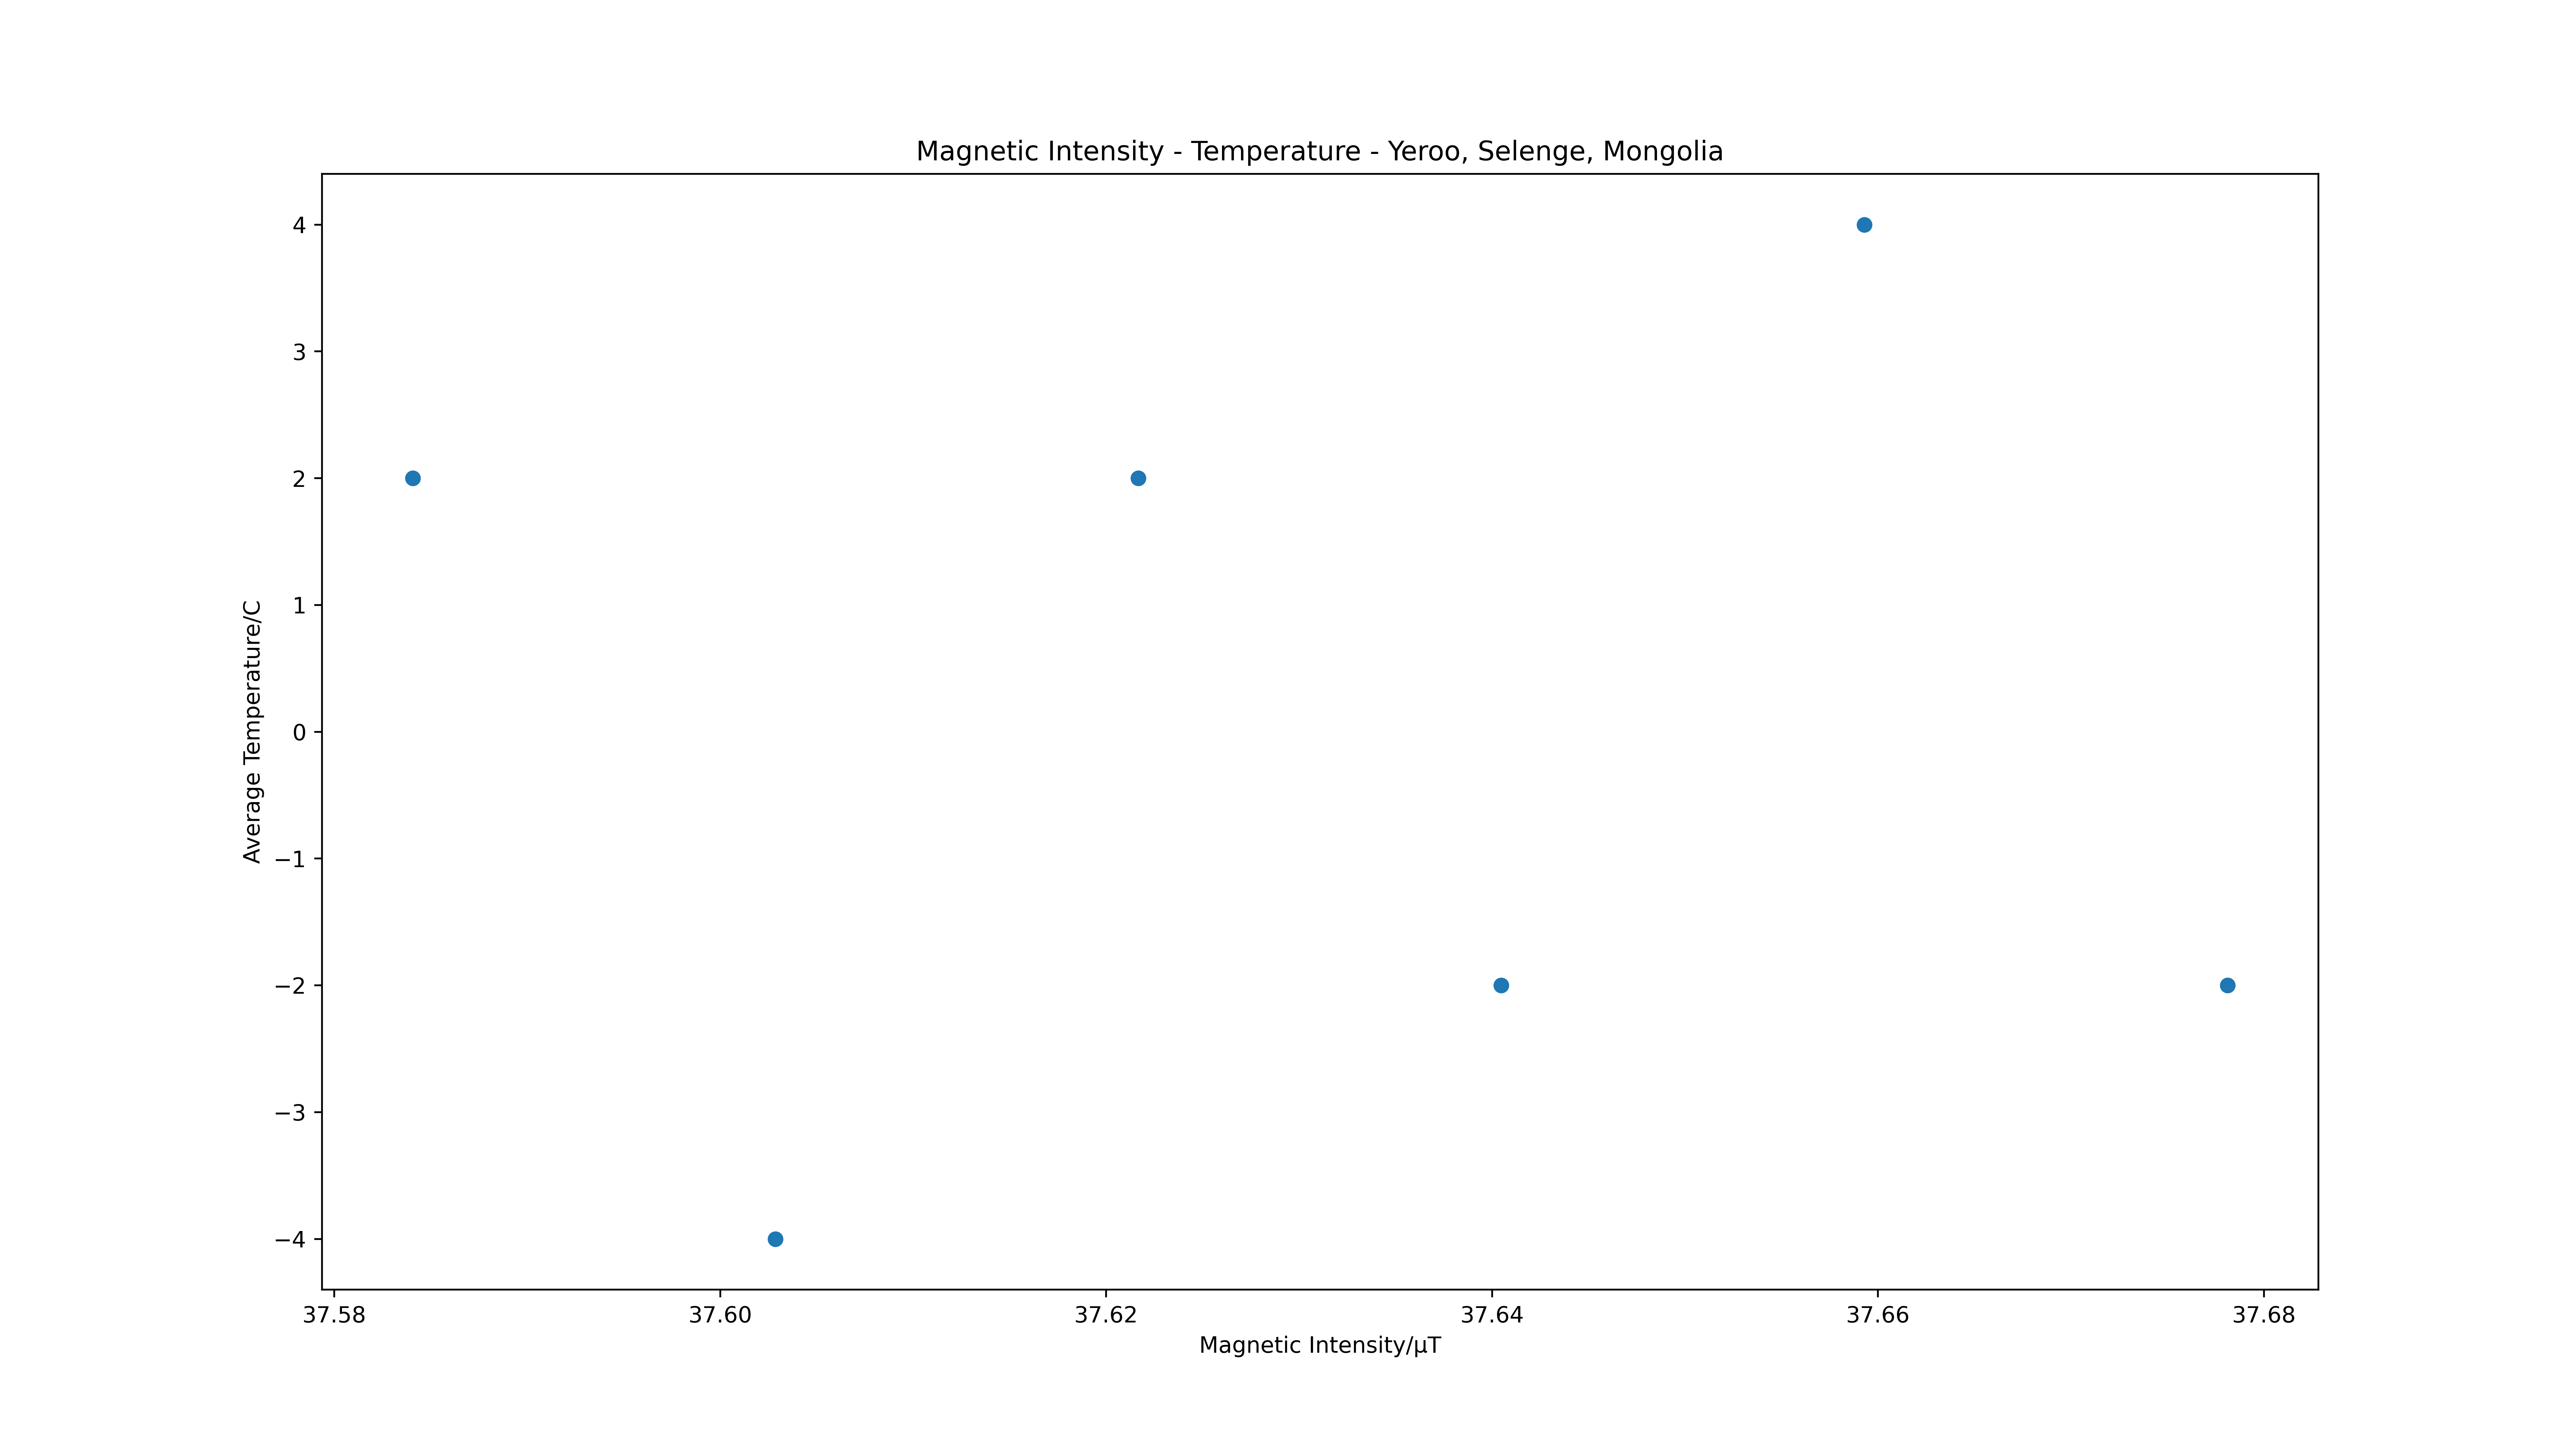 Magnetic Intensity - Temperature - Yeroo, Selenge, Mongolia
4
3
2
1
0
−1
−2
−3
−4
Average Temperature/C
37.58 37.60 37.62 37.64 37.66 37.68
Magnetic Intensity/μT